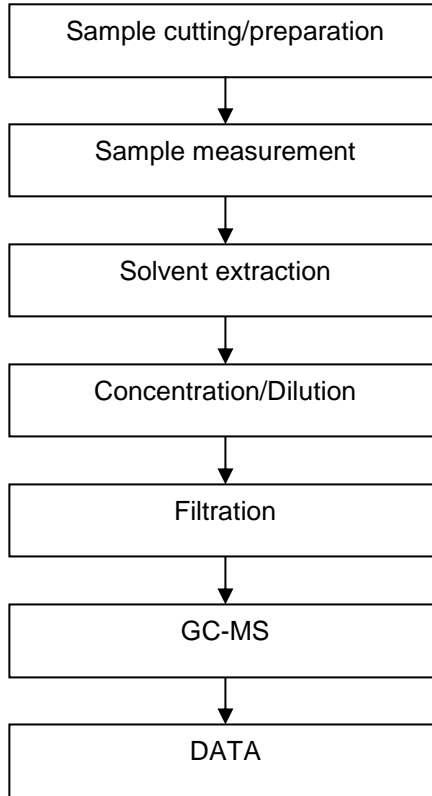 Sample cutting/preparation
Sample measurement
Solvent extraction
Concentration/Dilution
Filtration
GC-MS
DATA